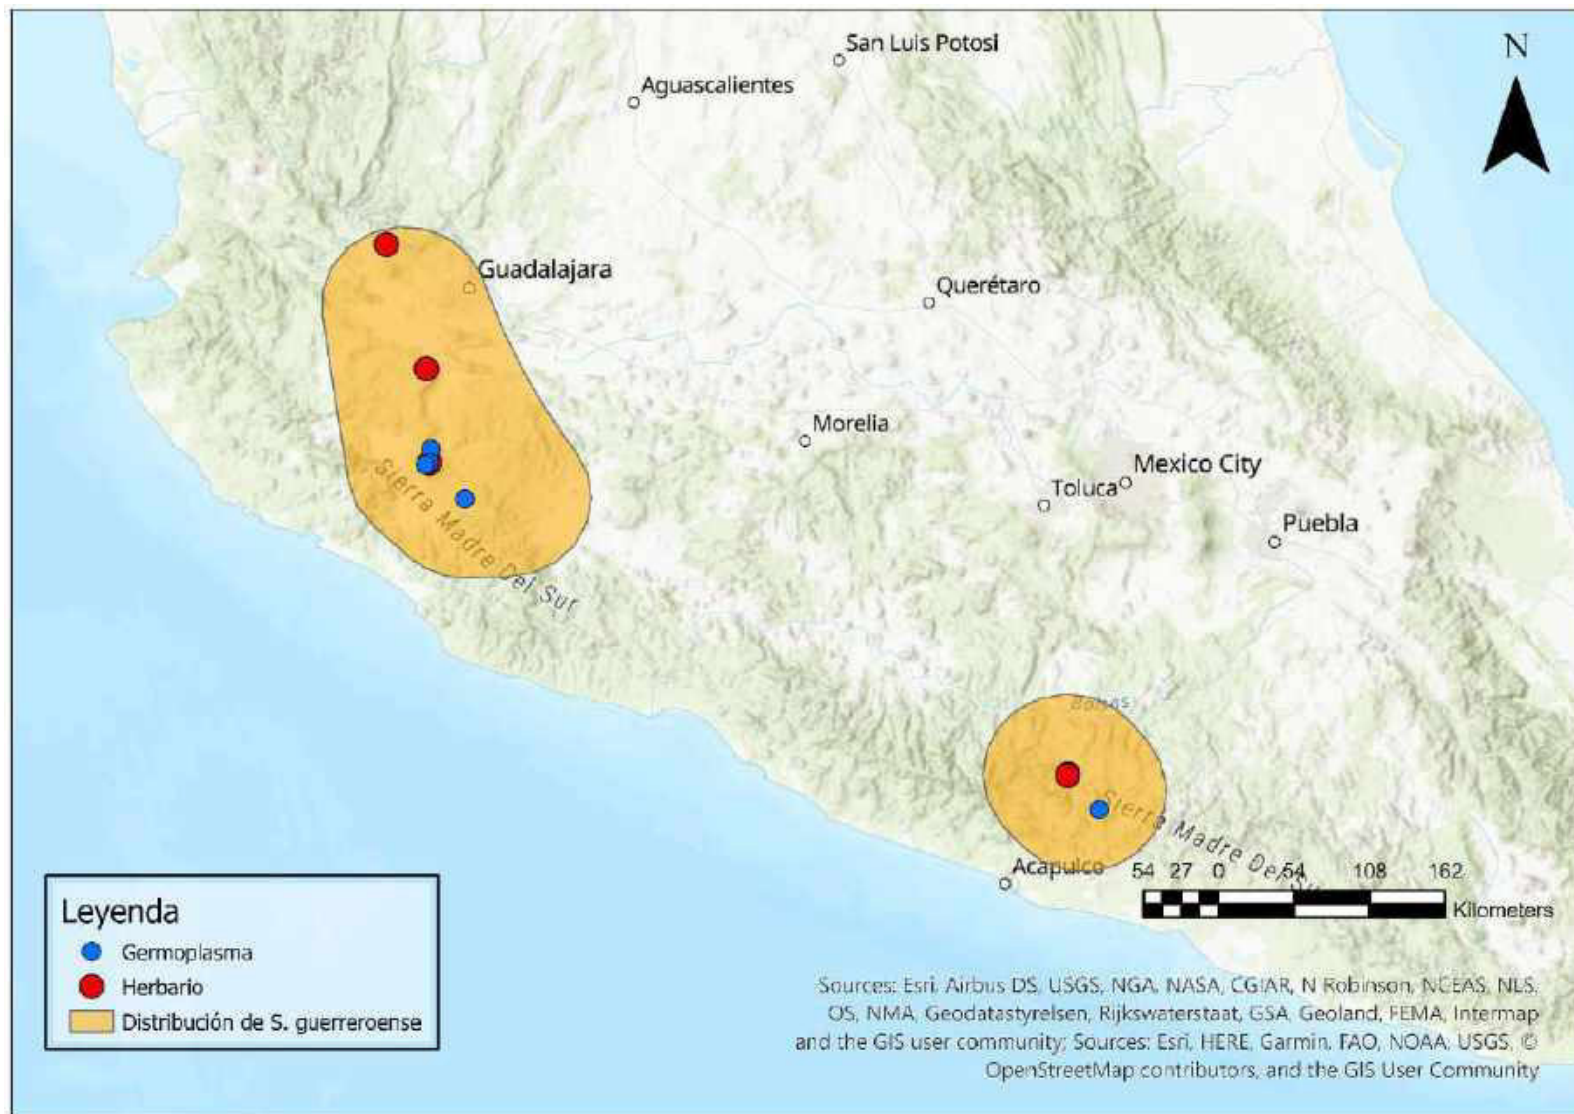 San Luis Potosi
N
Aguascalientes
Guadalajara
Querétaro
Morelia
Mexico City
Toluca
Puebla
Sierra Madre Del Sur
Balsas
Sierra Madre Del Su
Acapulco
54 27 0 54 108 162
Kilometers
Leyenda
Germoplasma
Herbario
Distribución de S. guerreroense
Sources: Esri, Airbus DS, USGS, NGA, NASA, CGIAR, N Robinson, NCEAS, NLS,
OS, NMA, Geodatastyrelsen, Rijkswaterstaat, GSA, Geoland, FEMA, Intermap
and the GIS user community; Sources: Esri, HERE, Garmin, FAO, NOAA, USGS, ©
OpenStreetMap contributors, and the GIS User Community